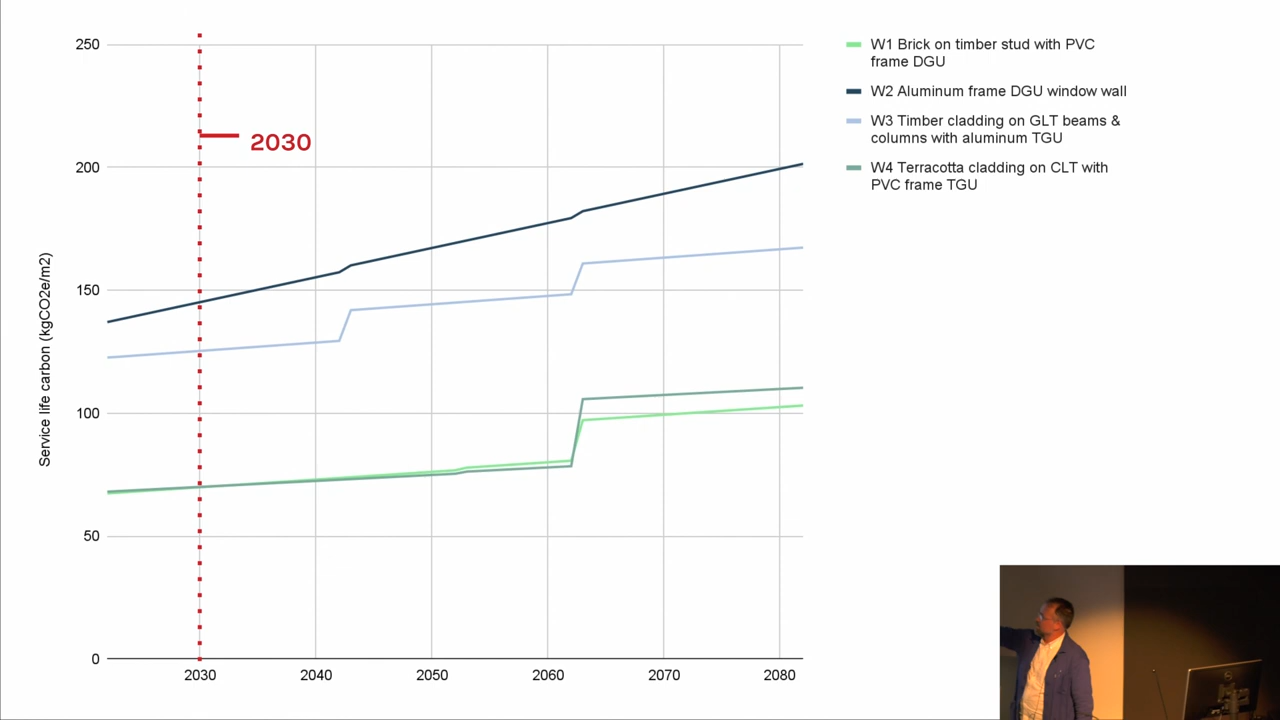 250
200
150
100
50
0
Service life carbon (kgCO2e/m2)
2030
2030
2040
2050
2060
2070
2080
W1 Brick on timber stud with PVC
frame DGU
W2 Aluminum frame DGU window wall
W3 Timber cladding on GLT beams &
columns with aluminum TGU
W4 Terracotta cladding on CLT with
PVC frame TGU